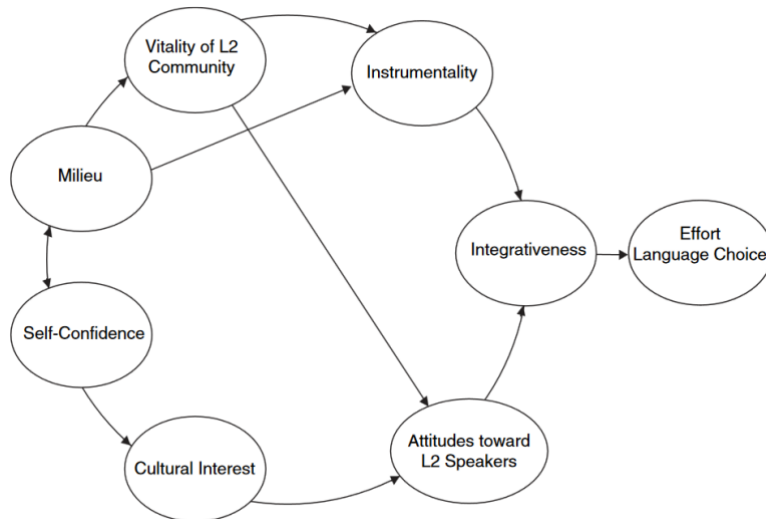 Vitality of L2
Community
Instrumentality
Milieu
Integrativeness
Effort
Language Choice
Self-Confidence
Attitudes toward
L2 Speakers
Cultural Interest